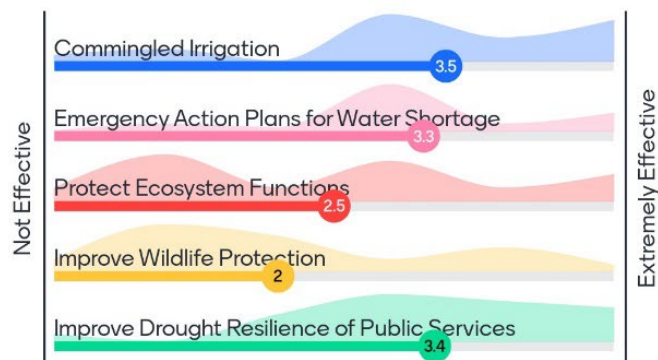 Not Effective
Commingled Irrigation
3.5
Emergency Action Plans for Water Shortage
3.3
Protect Ecosystem Functions
2.5
Improve Wildlife Protection
2
Improve Drought Resilience of Public Services
3.4
Extremely Effective